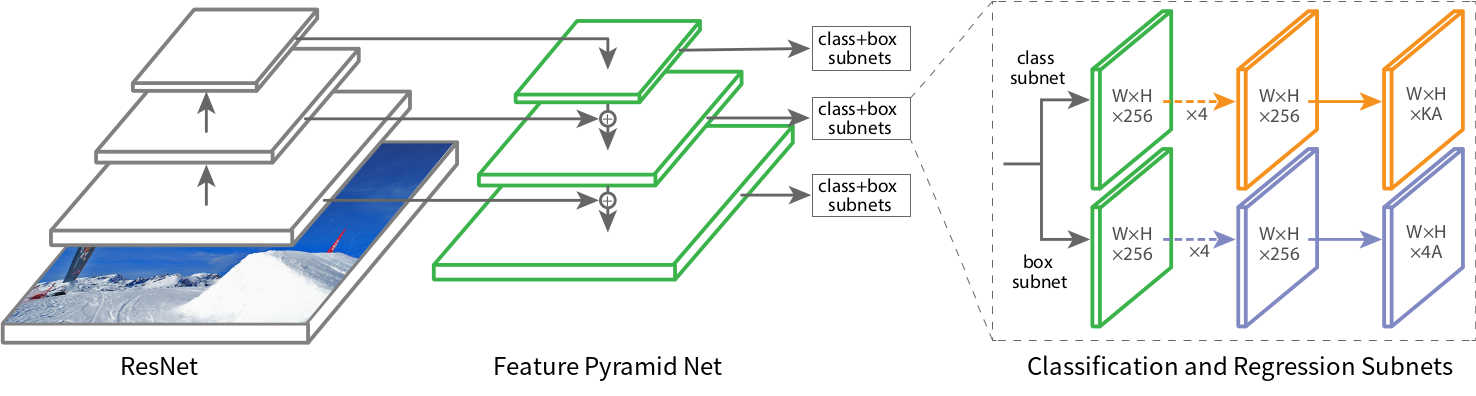 class+box
subnets
class+box
subnets
class+box
subnets
class
subnet
W×H
×256
×4
W×H
×256
W×H
×KA
box
subnet
W×H
×256
×4
W×H
×256
W×H
×4A
ResNet
Feature Pyramid Net
Classification and Regression Subnets